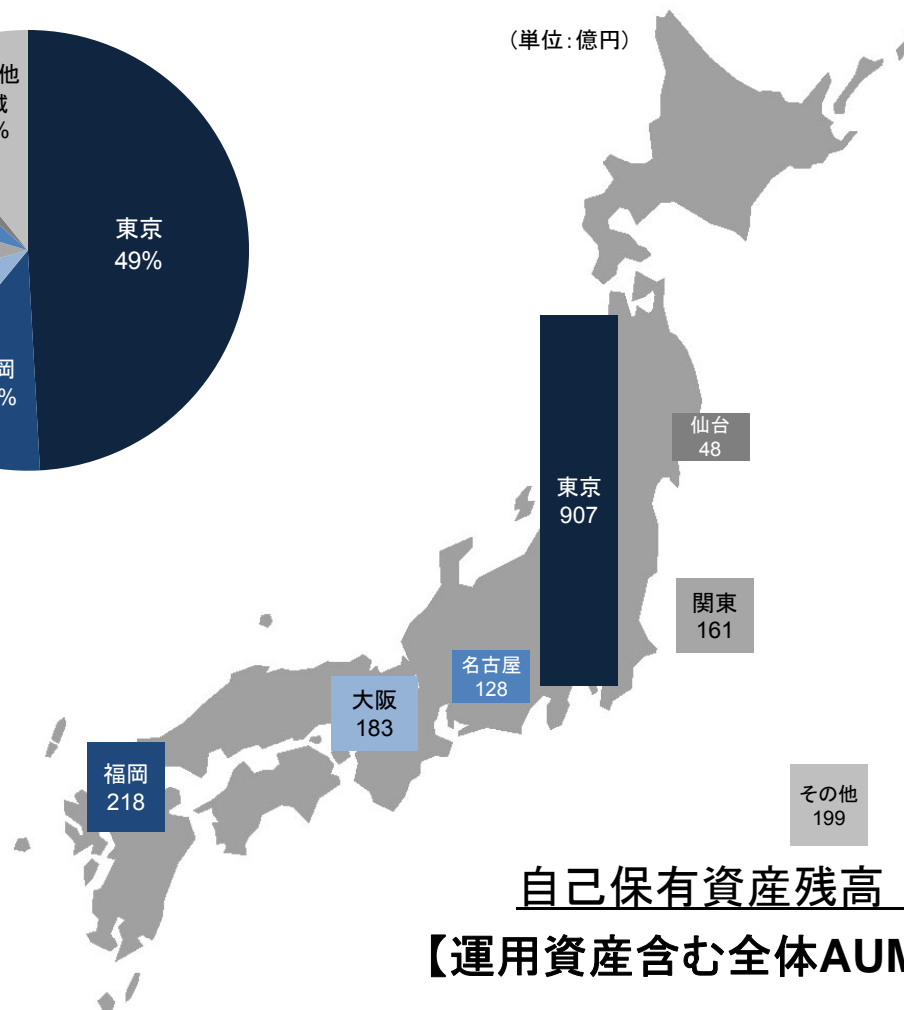 (単位:億円)
他
%
東京
49%
岡
%
仙台
48
東京
907
関東
161
名古屋
128
大阪
183
福岡
218
その他
199
自己保有資産残高
【運用資産含む全体AUM